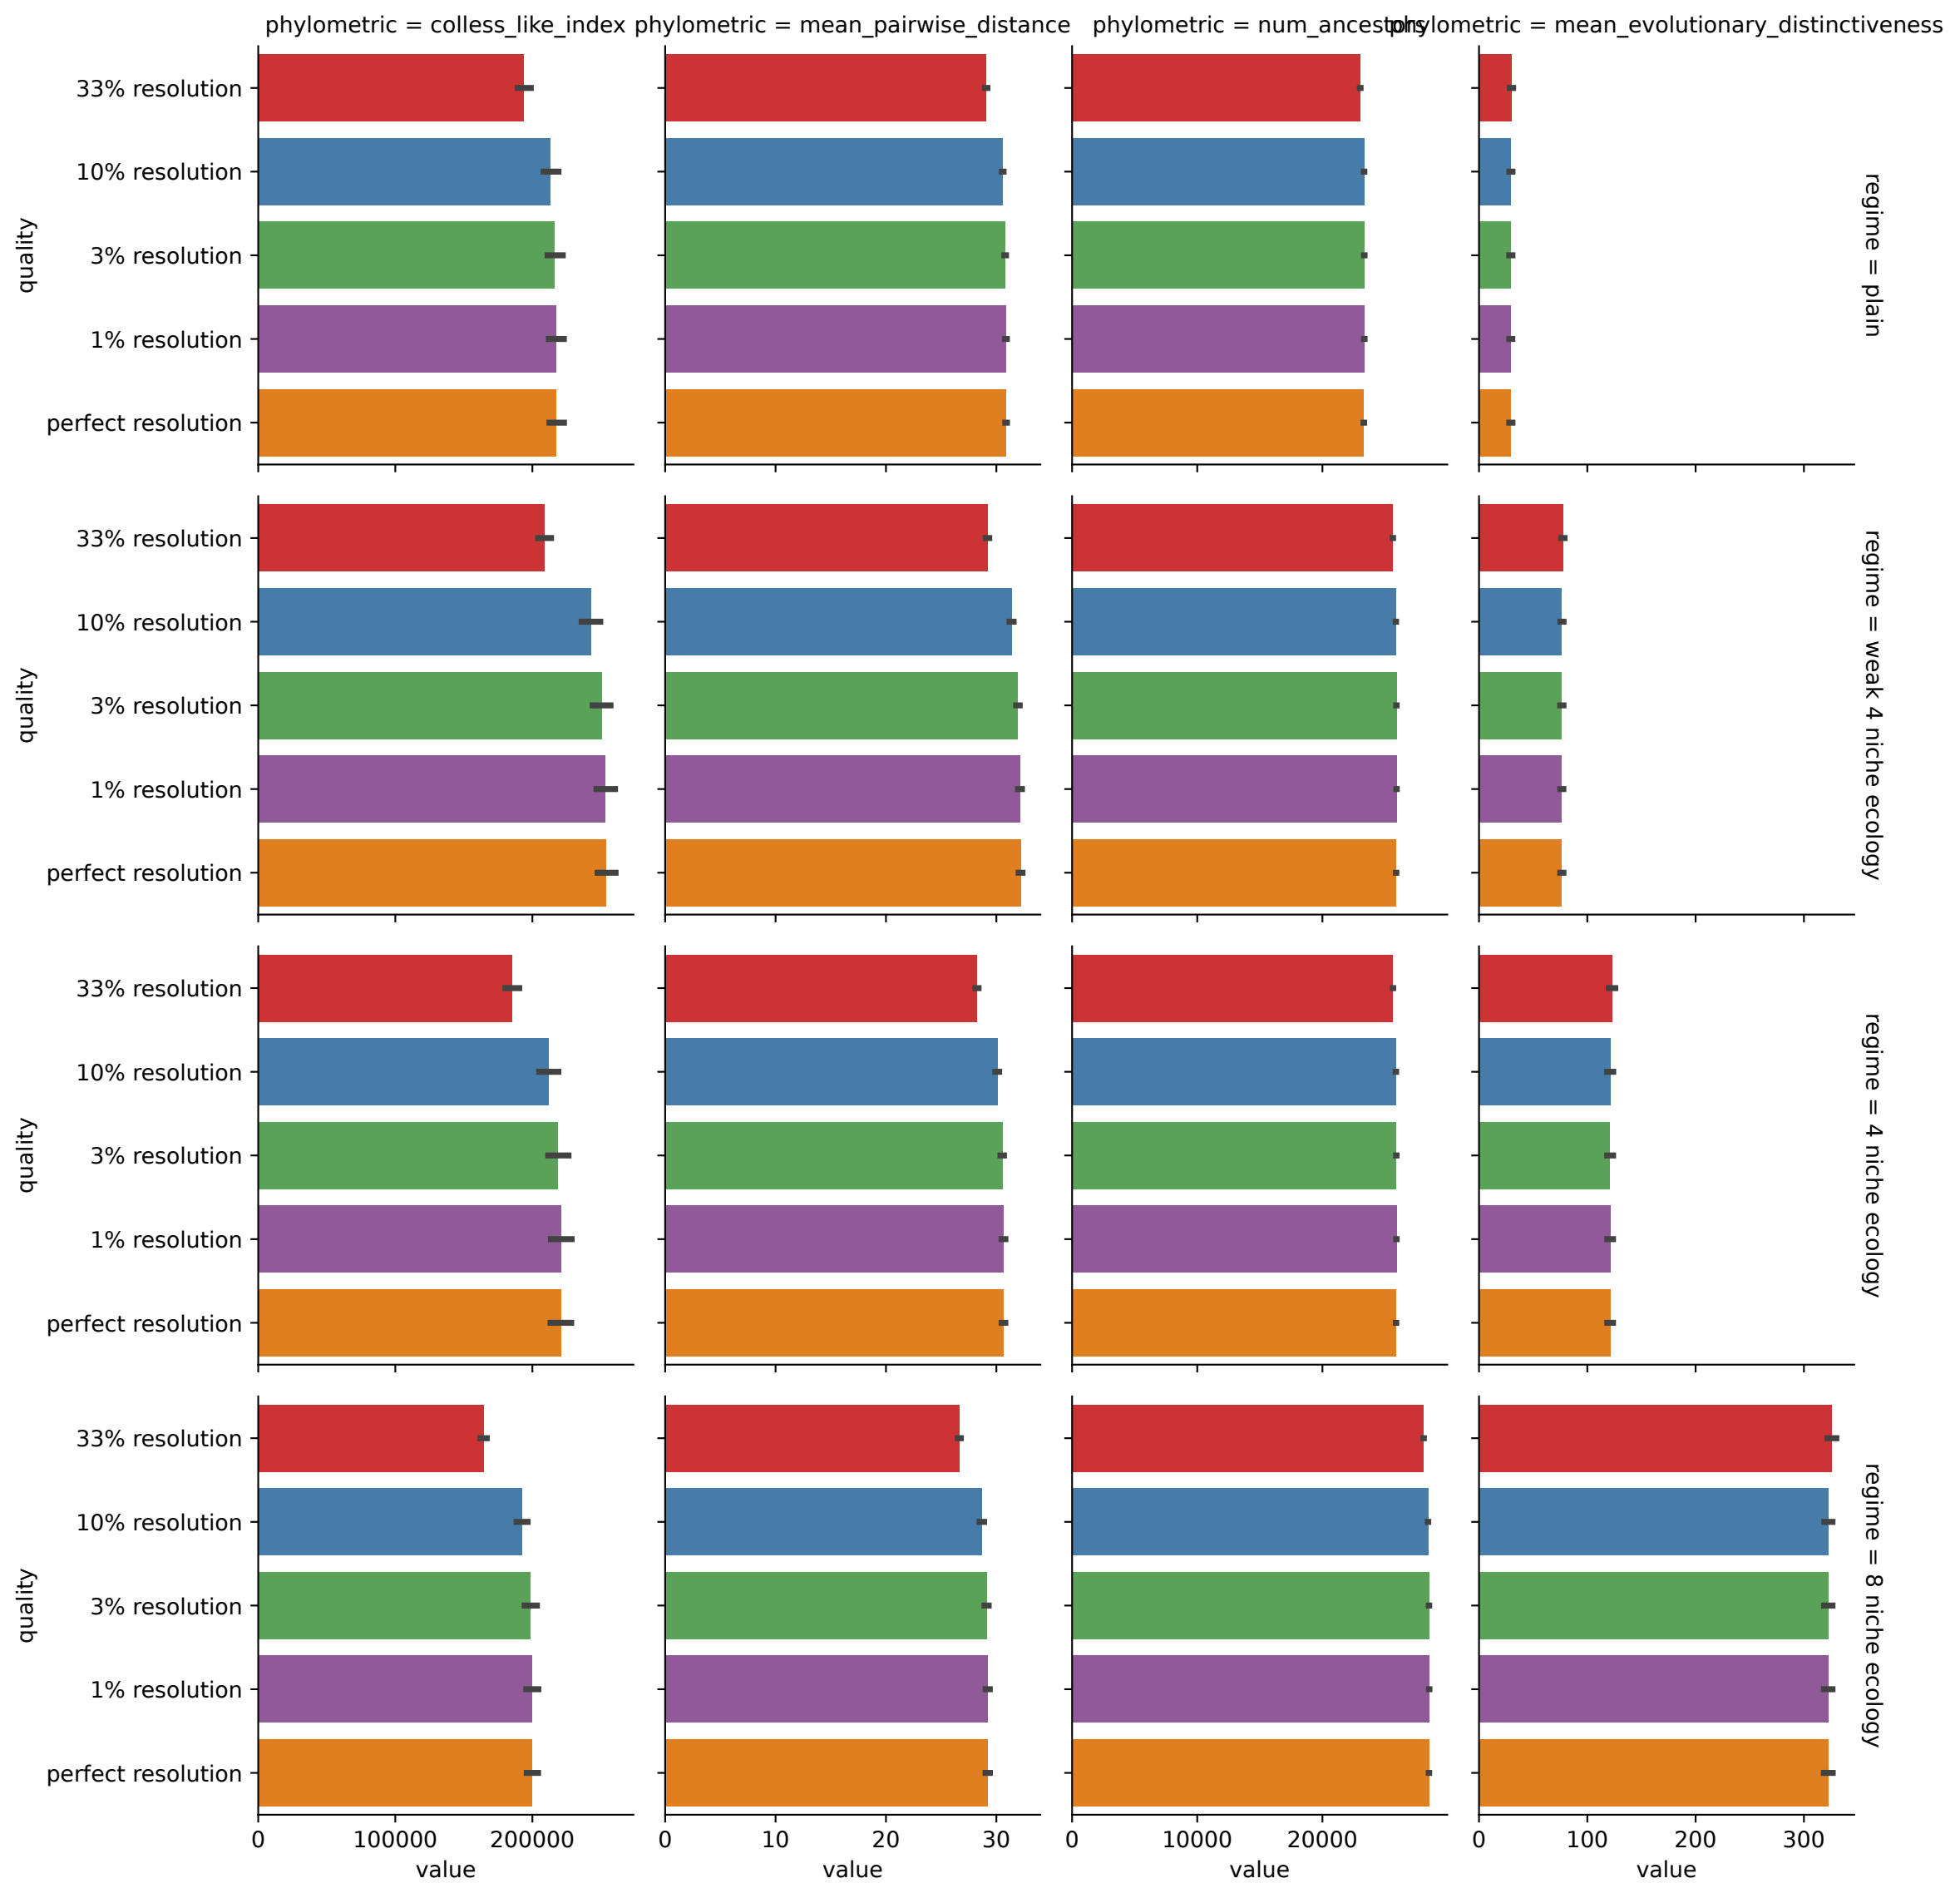 phylometric = colless_like_index
phylometric = mean_pairwise_distance
phylometric = num_ancestors
phylometric = mean_evolutionary_distinctiveness
quality
33% resolution
10% resolution
3% resolution
1% resolution
perfect resolution
regime = plain
quality
33% resolution
10% resolution
3% resolution
1% resolution
perfect resolution
regime = weak 4 niche ecology
quality
33% resolution
10% resolution
3% resolution
1% resolution
perfect resolution
regime = 4 niche ecology
quality
33% resolution
10% resolution
3% resolution
1% resolution
perfect resolution
regime = 8 niche ecology
0 100000 200000
0 10 20 30
0 10000 20000
0 100 200 300
value
value
value
value